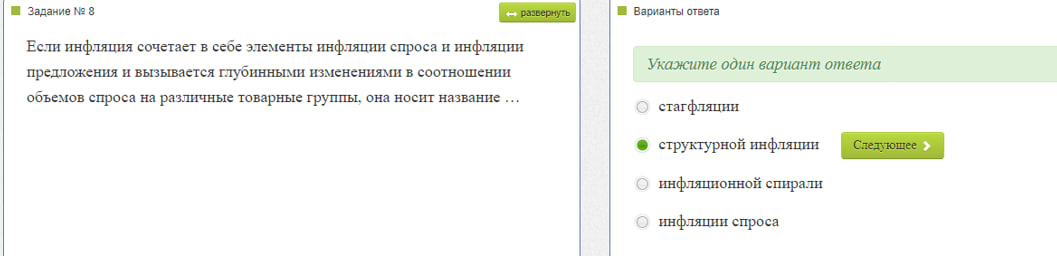 Задание № 8
развернуть
Если инфляция сочетает в себе элементы инфляции спроса и инфляции
предложения и вызывается глубинными изменениями в соотношении
объемов спроса на различные товарные группы, она носит название …
Варианты ответа
Укажите один вариант ответа
стагфляции
структурной инфляции
Следующее
инфляционной спирали
инфляции спроса